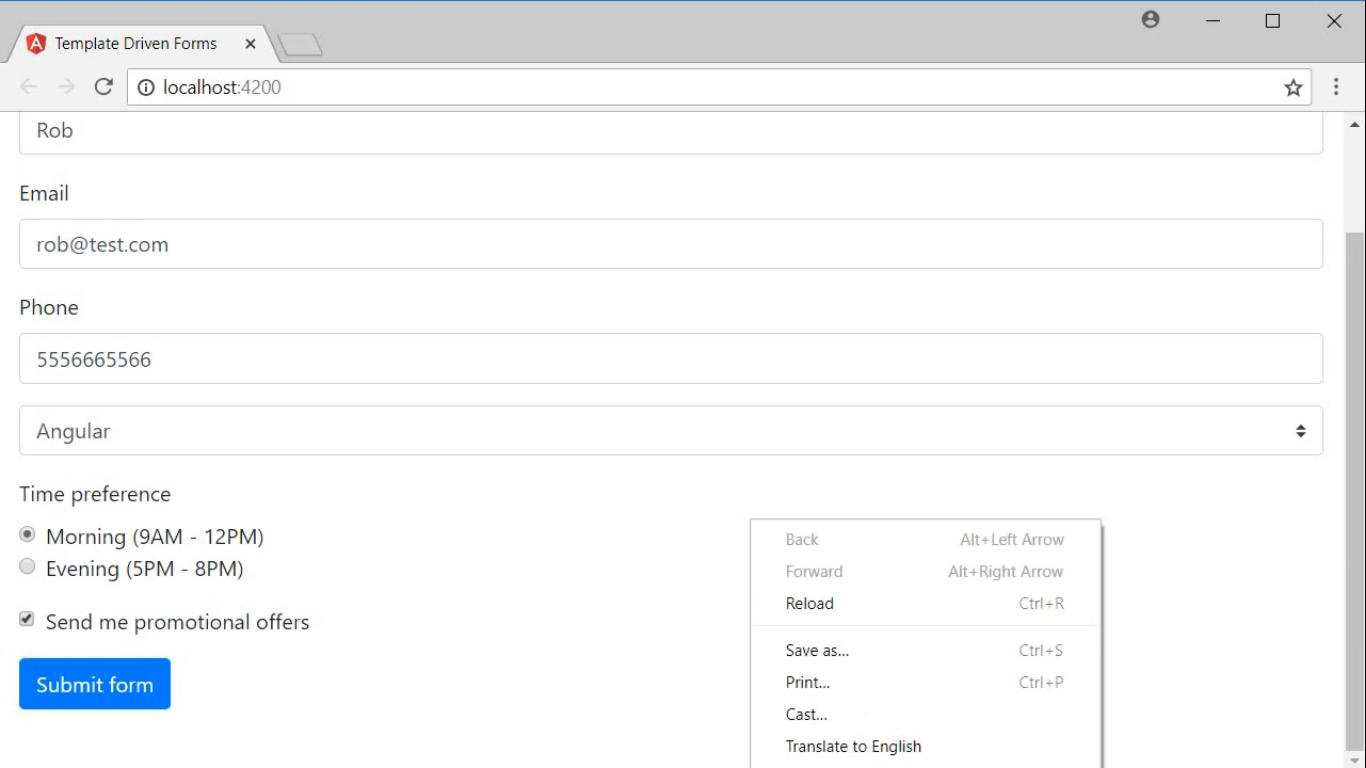 Template Driven Forms
localhost:4200
Rob
Email
rob@test.com
Phone
5556665566
Angular
Time preference
Morning (9AM - 12PM)
Evening (5PM - 8PM)
Send me promotional offers
Submit form
Back Alt+Left Arrow
Forward Alt+Right Arrow
Reload Ctrl+R
Save as... Ctrl+S
Print... Ctrl+P
Cast...
Translate to English